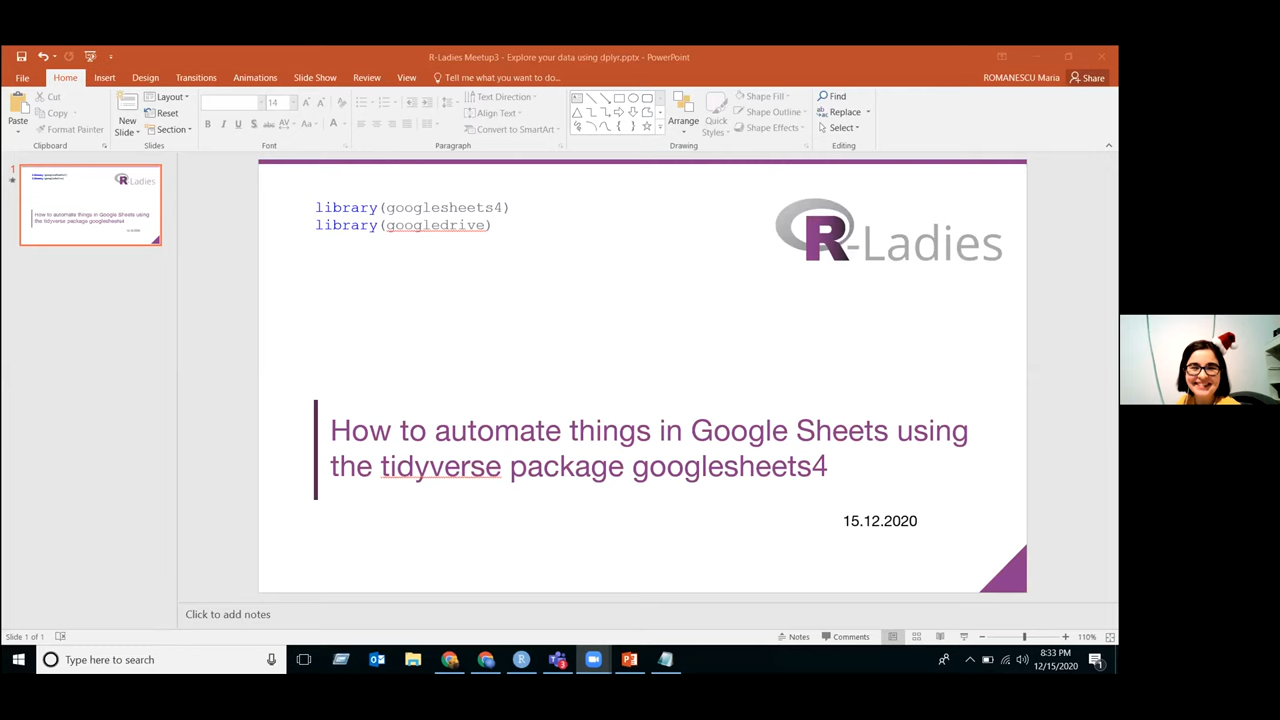 R-Ladies Meetup3 - Explore your data using dplyr.pptx - PowerPoint
File Home Insert Design Transitions Animations Slide Show Review View Tell me what you want to do... ROMANESCU Maria Share
Paste Cut Copy Format Painter Clipboard
New Slide Layout Reset Section Slides
14 Font
Text Direction Align Text Convert to SmartArt Paragraph
Arrange Quick Styles Shape Fill Shape Outline Shape Effects Drawing
Find Replace Select Editing
1
library(googlesheets4)
library(googledrive)
R-Ladies
How to automate things in Google Sheets using
the tidyverse package googlesheets4
15.12.2020
Click to add notes
Slide 1 of 1 Notes Comments 110%
Type here to search
8:33 PM
12/15/2020